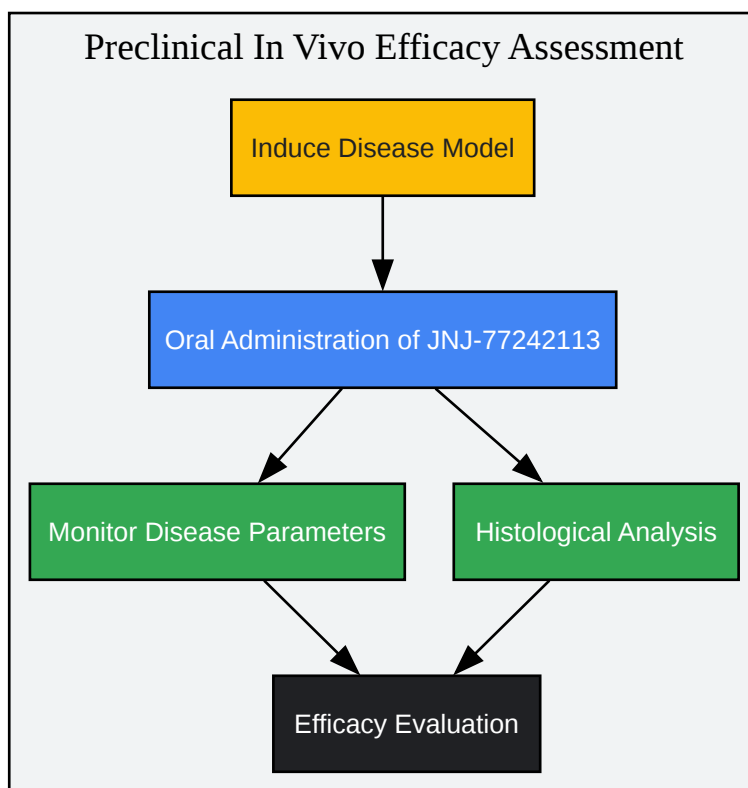 Preclinical In Vivo Efficacy Assessment
Induce Disease Model
Oral Administration of JNJ-77242113
Monitor Disease Parameters
Histological Analysis
Efficacy Evaluation